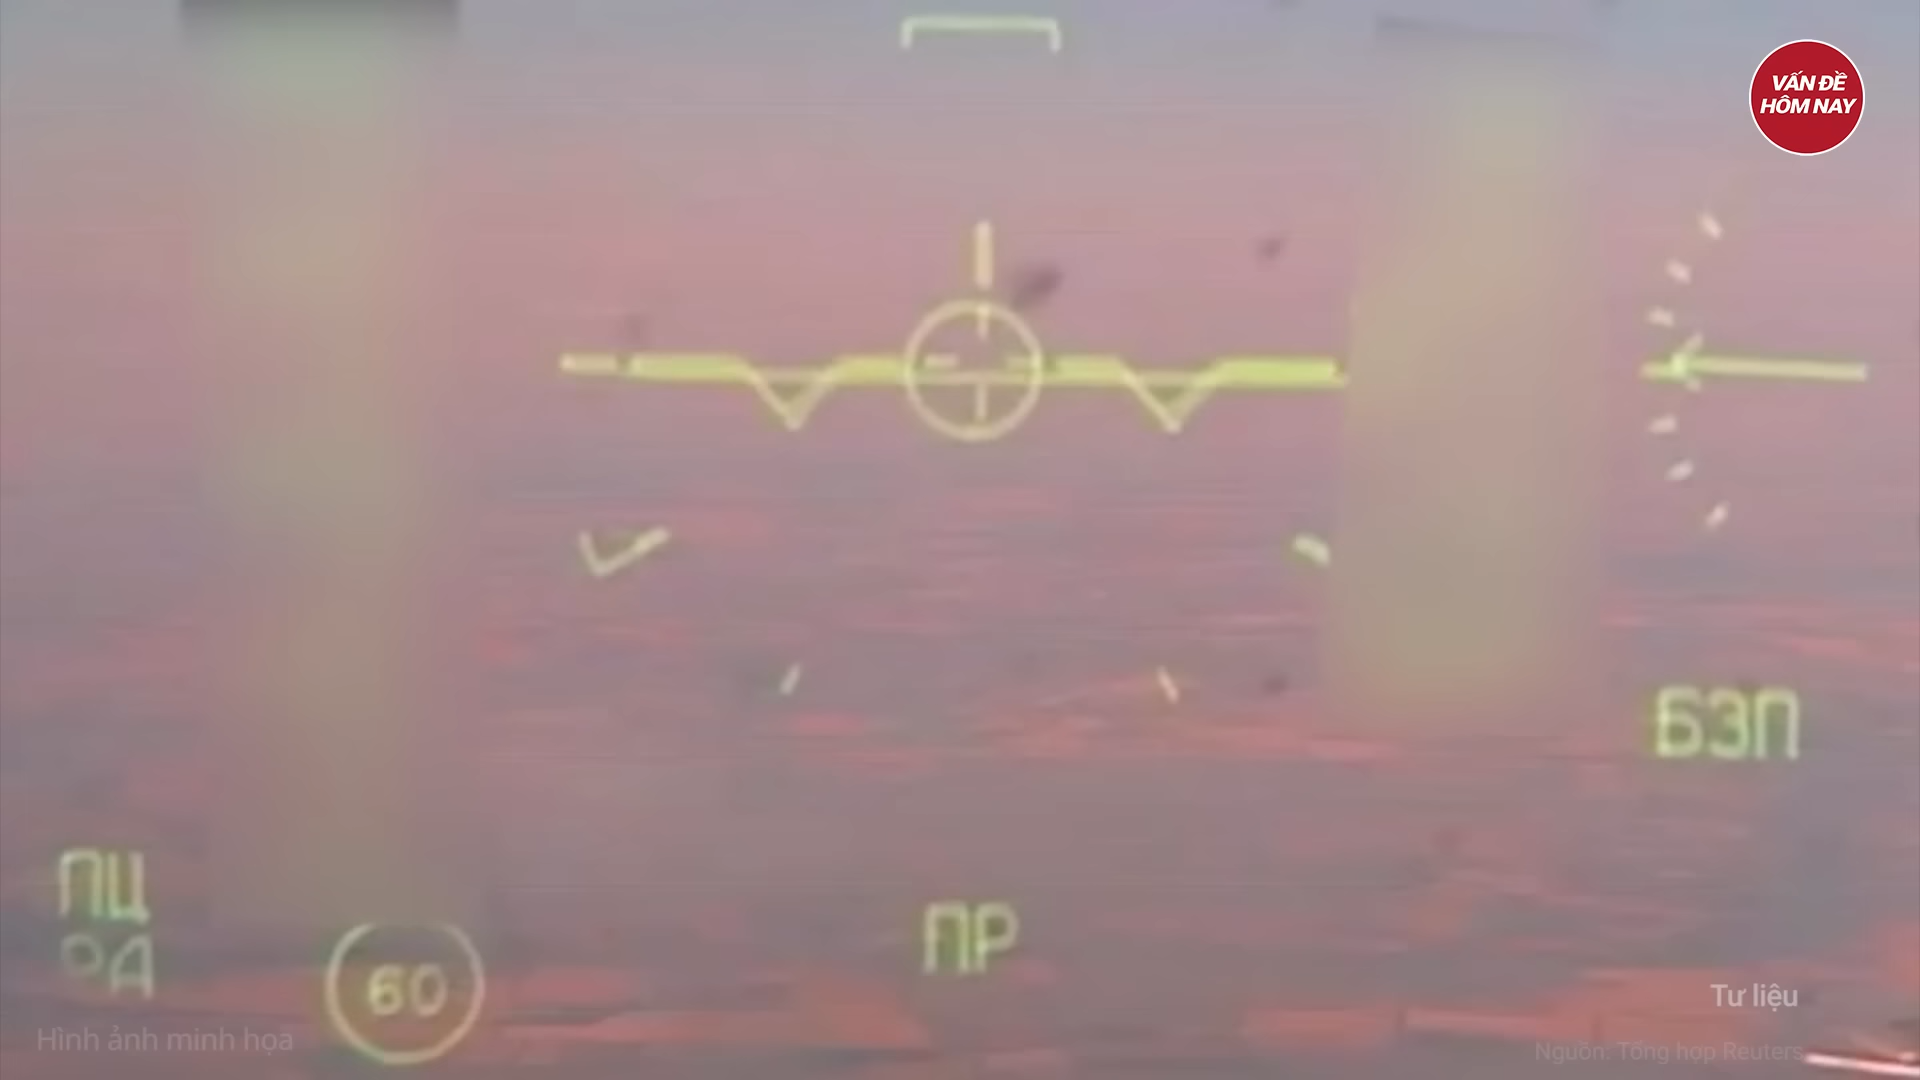 VẤN ĐỀ
HÔM NAY
БЗП
ПЦ
ПР
60
Tư liệu
Hình ảnh minh họa
Nguồn: Tổng hợp Reuters